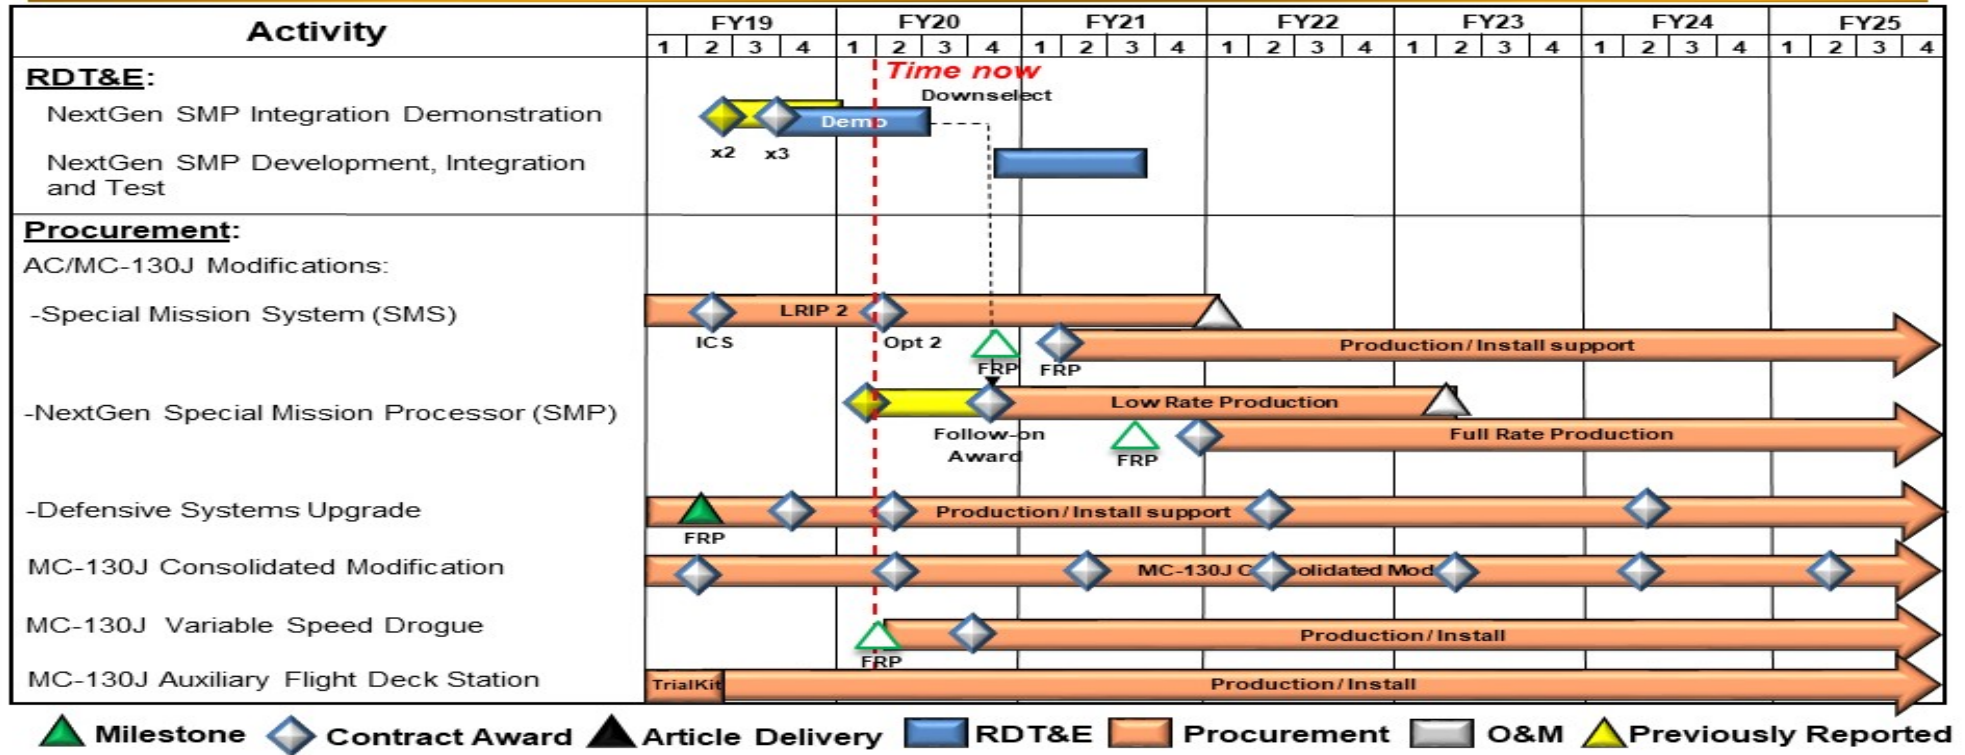 Activity
FY19 FY20 FY21 FY22 FY23 FY24 FY25
1 2 3 4 1 2 3 4 1 2 3 4 1 2 3 4 1 2 3 4 1 2 3 4 1 2 3 4
RDT&E:
Time now
Downselect
NextGen SMP Integration Demonstration
Demo
x2 x3
NextGen SMP Development, Integration
and Test
Procurement:
AC/MC-130J Modifications:
-Special Mission System (SMS)
LRIP 2
ICS
Opt 2
FRP
FRP
Production/Install support
-NextGen Special Mission Processor (SMP)
Low Rate Production
Follow-on
Award
FRP
Full Rate Production
-Defensive Systems Upgrade
Production/Install support
FRP
MC-130J Consolidated Modification
MC-130J C olidated Mod
MC-130J Variable Speed Drogue
Production/Install
FRP
MC-130J Auxiliary Flight Deck Station
TrialKit
Production/Install
Milestone Contract Award Article Delivery RDT&E Procurement O&M Previously Reported